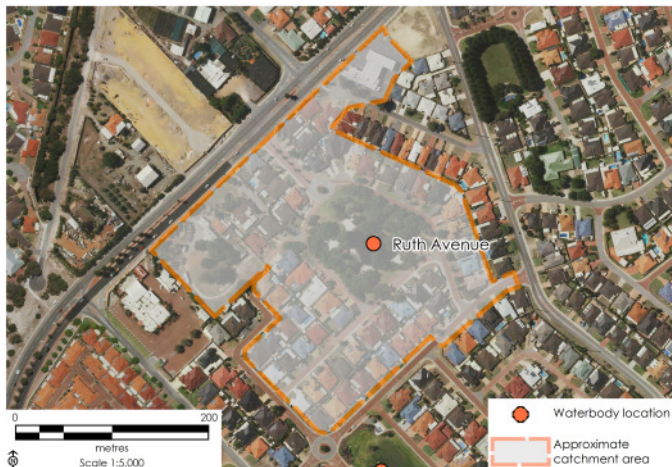 Ruth Avenue
0 200
metres
Scale 1:5,000
N
Waterbody location
Approximate
catchment area